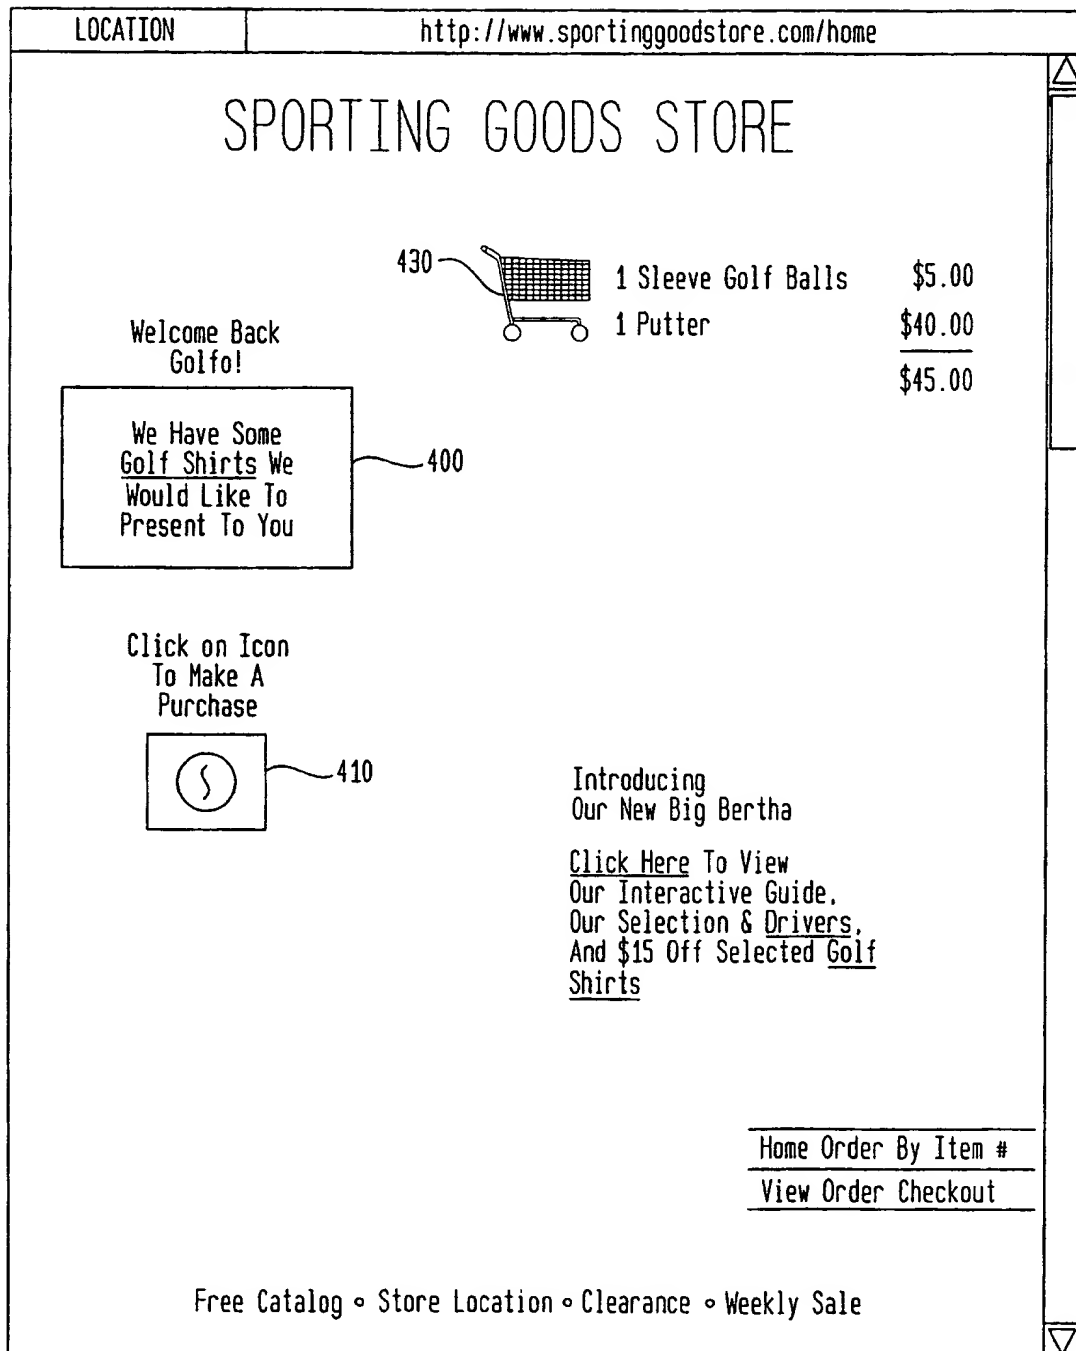 LOCATION http://www.sportinggoodstore.com/home
SPORTING GOODS STORE
430
1 Sleeve Golf Balls $5.00
1 Putter $40.00
$45.00
Welcome Back
Golfo!
We Have Some
Golf Shirts We
Would Like To
Present To You
400
Click on Icon
To Make A
Purchase
410
Introducing
Our New Big Bertha
Click Here To View
Our Interactive Guide,
Our Selection & Drivers,
And $15 Off Selected Golf
Shirts
Home Order By Item #
View Order Checkout
Free Catalog ∘ Store Location ∘ Clearance ∘ Weekly Sale